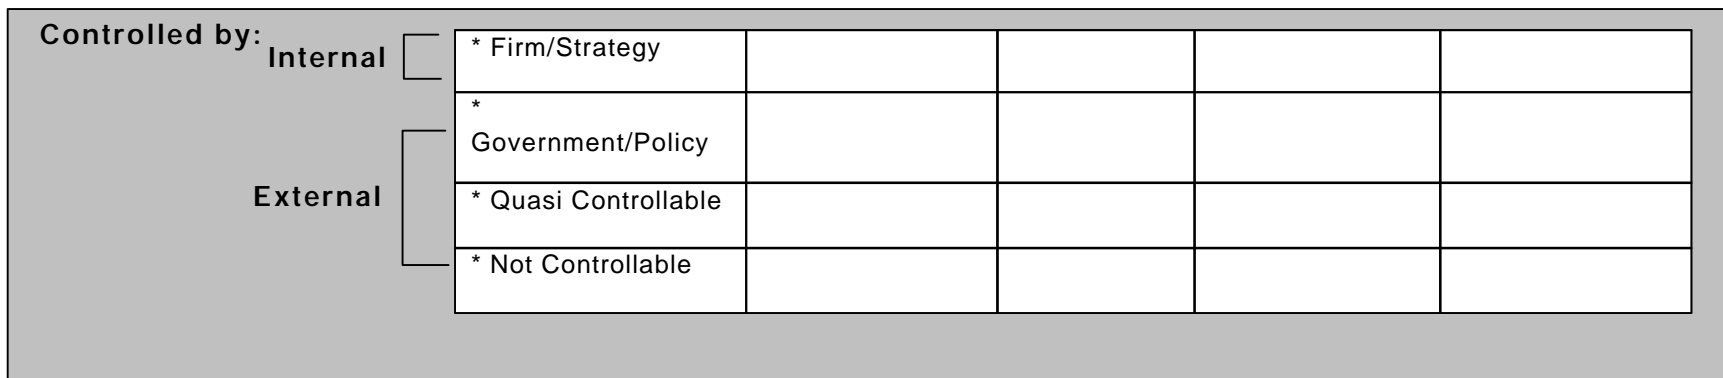 Controlled by:
Internal
* Firm/Strategy
*
Government/Policy
External
* Quasi Controllable
* Not Controllable